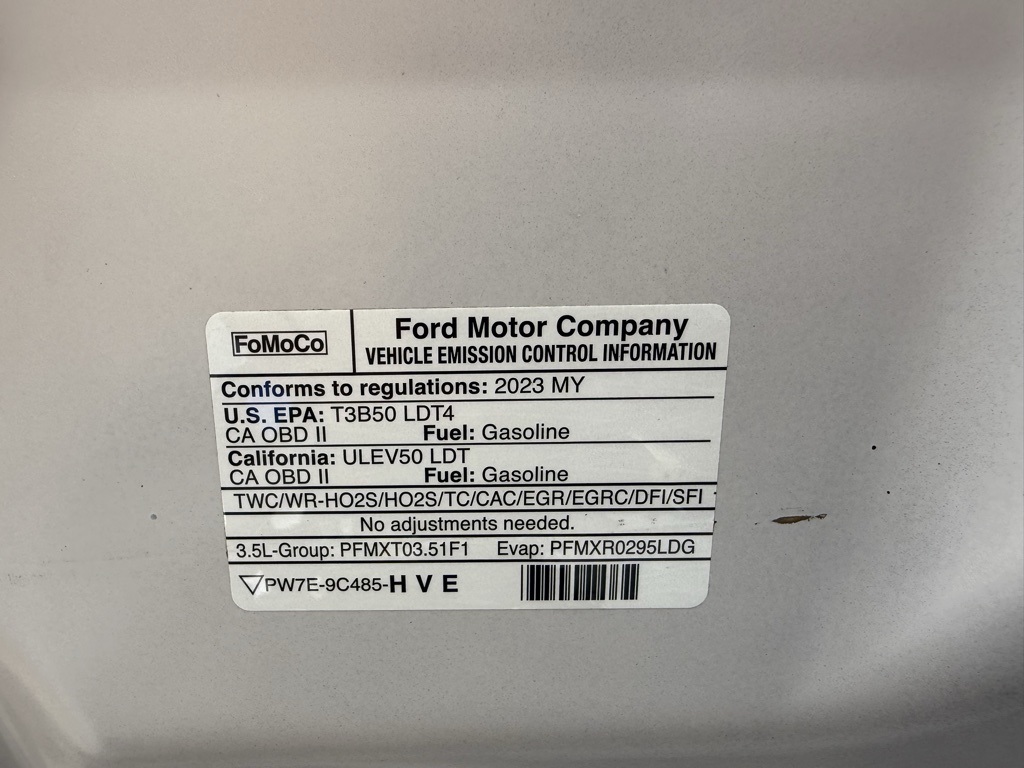 FoMoCo
Ford Motor Company
VEHICLE EMISSION CONTROL INFORMATION
Conforms to regulations: 2023 MY
U.S. EPA: T3B50 LDT4
CA OBD II Fuel: Gasoline
California: ULEV50 LDT
CA OBD II Fuel: Gasoline
TWC/WR-HO2S/HO2S/TC/CAC/EGR/EGRC/DFI/SFI
No adjustments needed.
3.5L-Group: PFMXT03.51F1 Evap: PFMXR0295LDG
PW7E-9C485-H V E